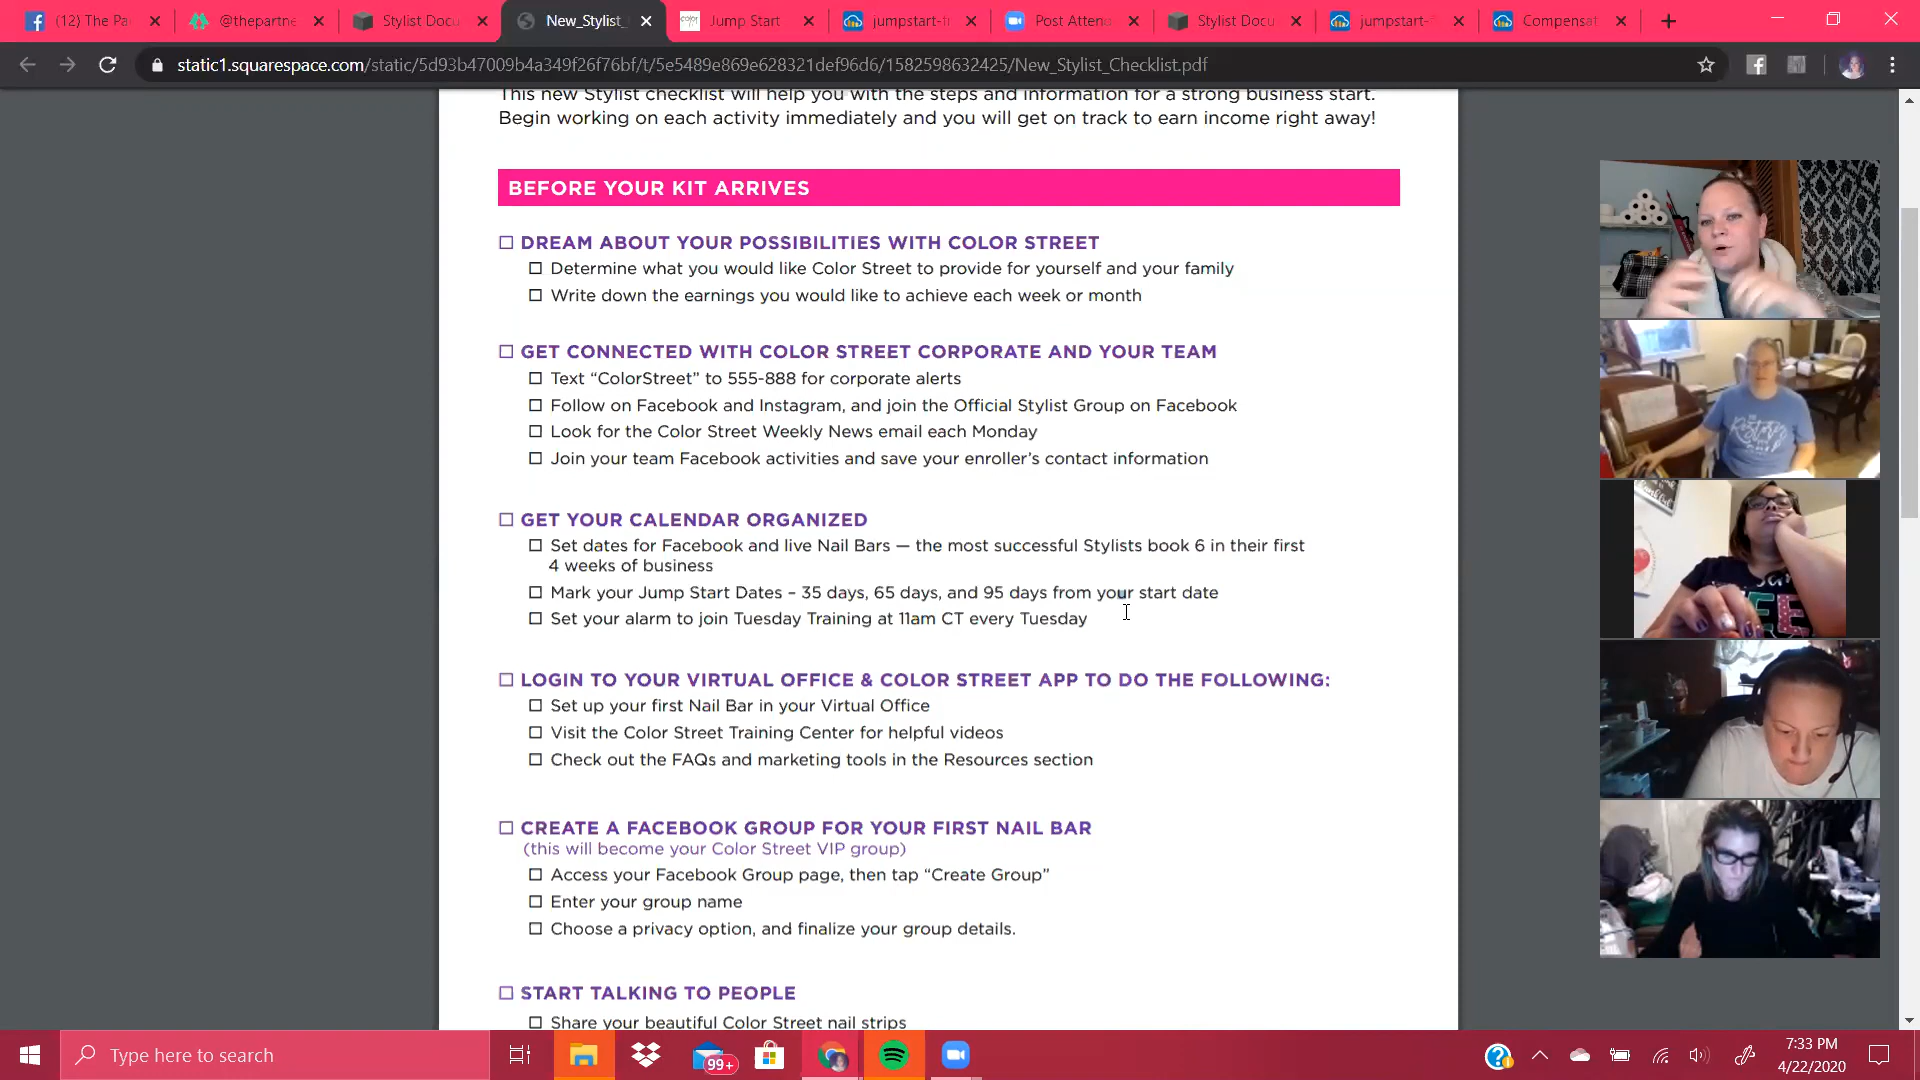 (12) The Pa
@thepartne
Stylist Docu
New_Stylist_
Jump Start
jumpstart-fr
Post Attend
Stylist Docu
jumpstart-
Compensat
static1.squarespace.com/static/5d93b47009b4a349f26f76bf/t/5e5489e869e628321def96d6/1582598632425/New_Stylist_Checklist.pdf
This new Stylist checklist will help you with the steps and information for a strong business start.
Begin working on each activity immediately and you will get on track to earn income right away!
BEFORE YOUR KIT ARRIVES
DREAM ABOUT YOUR POSSIBILITIES WITH COLOR STREET
Determine what you would like Color Street to provide for yourself and your family
Write down the earnings you would like to achieve each week or month
GET CONNECTED WITH COLOR STREET CORPORATE AND YOUR TEAM
Text “ColorStreet” to 555-888 for corporate alerts
Follow on Facebook and Instagram, and join the Official Stylist Group on Facebook
Look for the Color Street Weekly News email each Monday
Join your team Facebook activities and save your enroller’s contact information
GET YOUR CALENDAR ORGANIZED
Set dates for Facebook and live Nail Bars — the most successful Stylists book 6 in their first
4 weeks of business
Mark your Jump Start Dates – 35 days, 65 days, and 95 days from your start date
Set your alarm to join Tuesday Training at 11am CT every Tuesday
LOGIN TO YOUR VIRTUAL OFFICE & COLOR STREET APP TO DO THE FOLLOWING:
Set up your first Nail Bar in your Virtual Office
Visit the Color Street Training Center for helpful videos
Check out the FAQs and marketing tools in the Resources section
CREATE A FACEBOOK GROUP FOR YOUR FIRST NAIL BAR
(this will become your Color Street VIP group)
Access your Facebook Group page, then tap “Create Group”
Enter your group name
Choose a privacy option, and finalize your group details.
START TALKING TO PEOPLE
Share your beautiful Color Street nail strips
Type here to search
99+
7:33 PM
4/22/2020